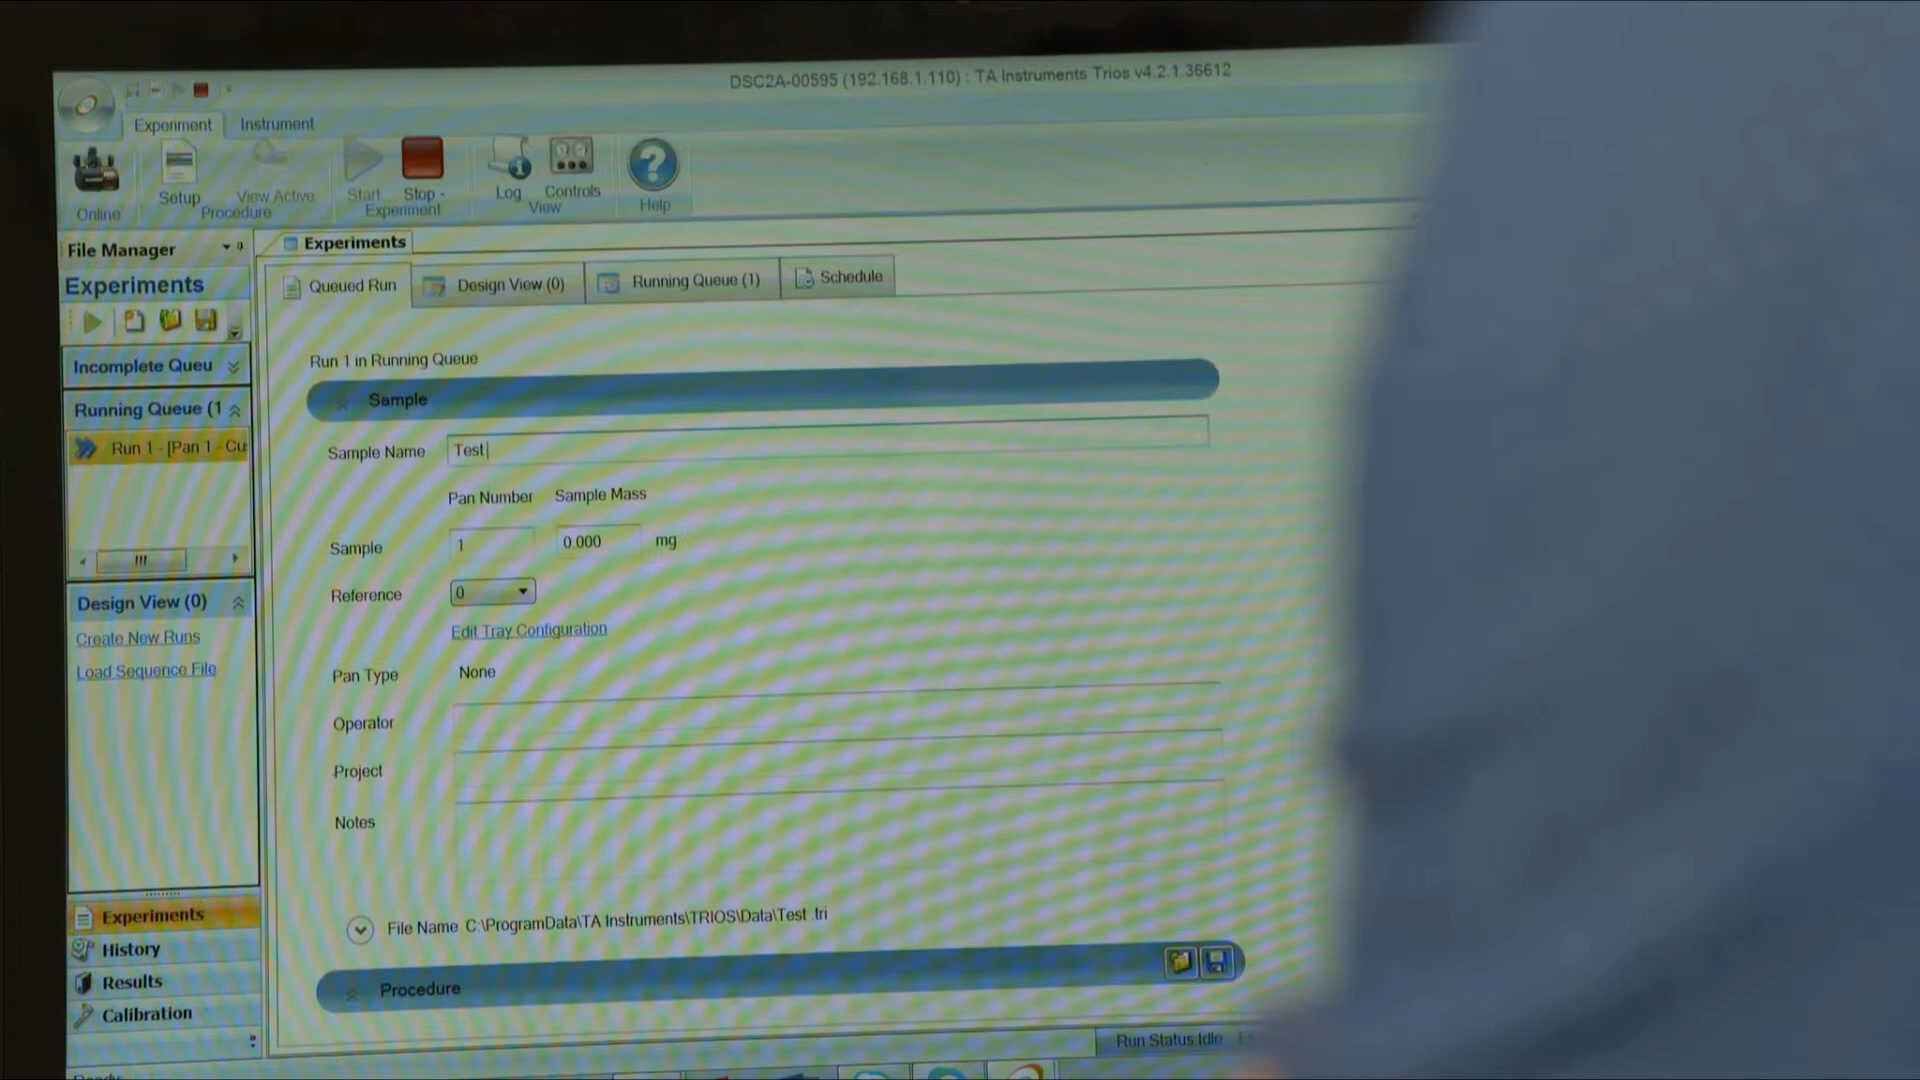 DSC2A-00595 (192.168.1.110) : TA Instruments Trios v4.2.1.36612
Experiment Instrument
Online
Setup View Active
Procedure
Start Stop
Experiment
Log Controls
View
Help
File Manager
Experiments
Incomplete Queu
Running Queue (1
Run 1 - [Pan 1 - Cu
Design View (0)
Create New Runs
Load Sequence File
Experiments
History
Results
Calibration
Experiments
Queued Run Design View (0) Running Queue (1) Schedule
Run 1 in Running Queue
Sample
Sample Name Test
Pan Number Sample Mass
Sample 1 0.000 mg
Reference 0
Edit Tray Configuration
Pan Type None
Operator
Project
Notes
File Name C:\ProgramData\TA Instruments\TRIOS\Data\Test .tri
Procedure
Run Status:Idle